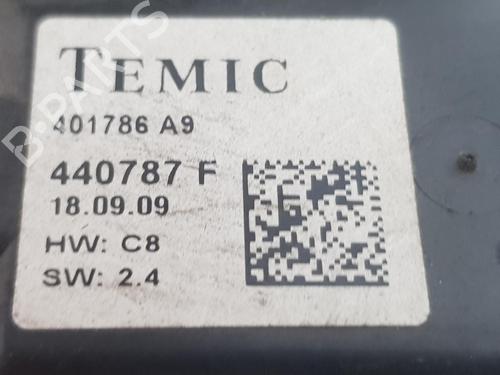 TEMIC
401786 A9
440787 F
18.09.09
HW: C8
SW: 2.4
B-PARTS